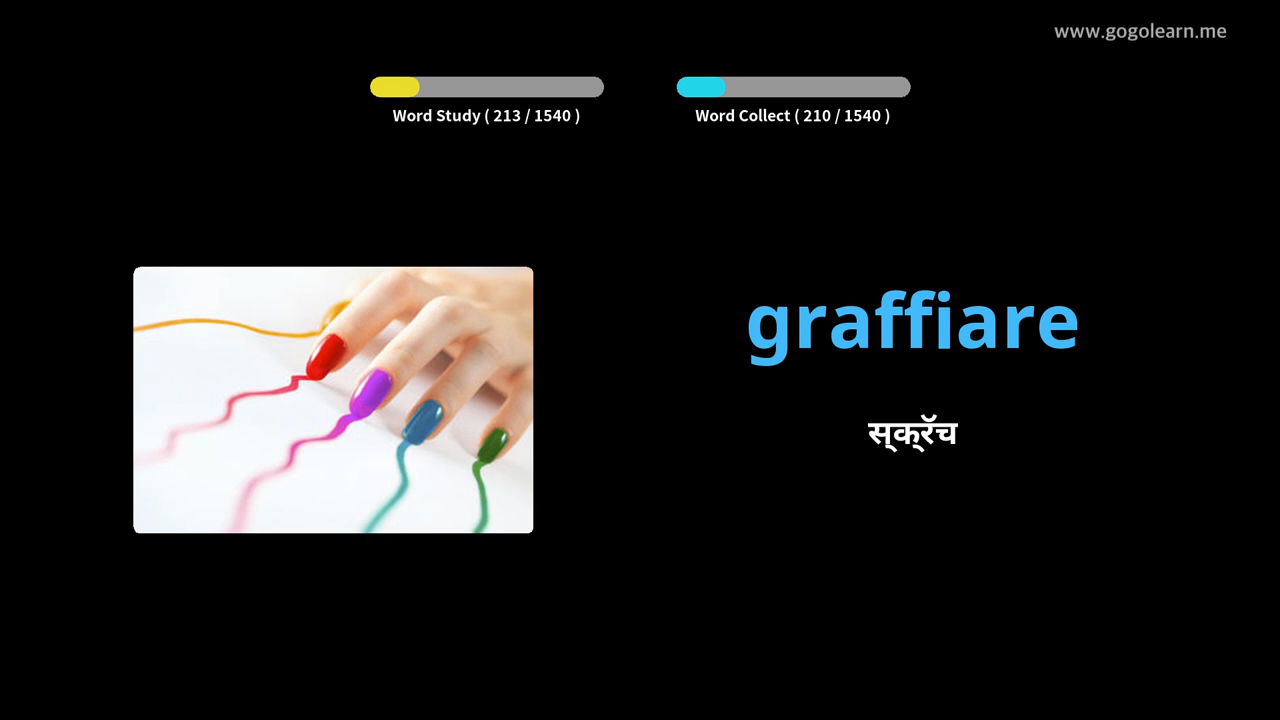 www.gogolearn.me
Word Study ( 213 / 1540 )
Word Collect ( 210 / 1540 )
graffiare
स्क्रॅच